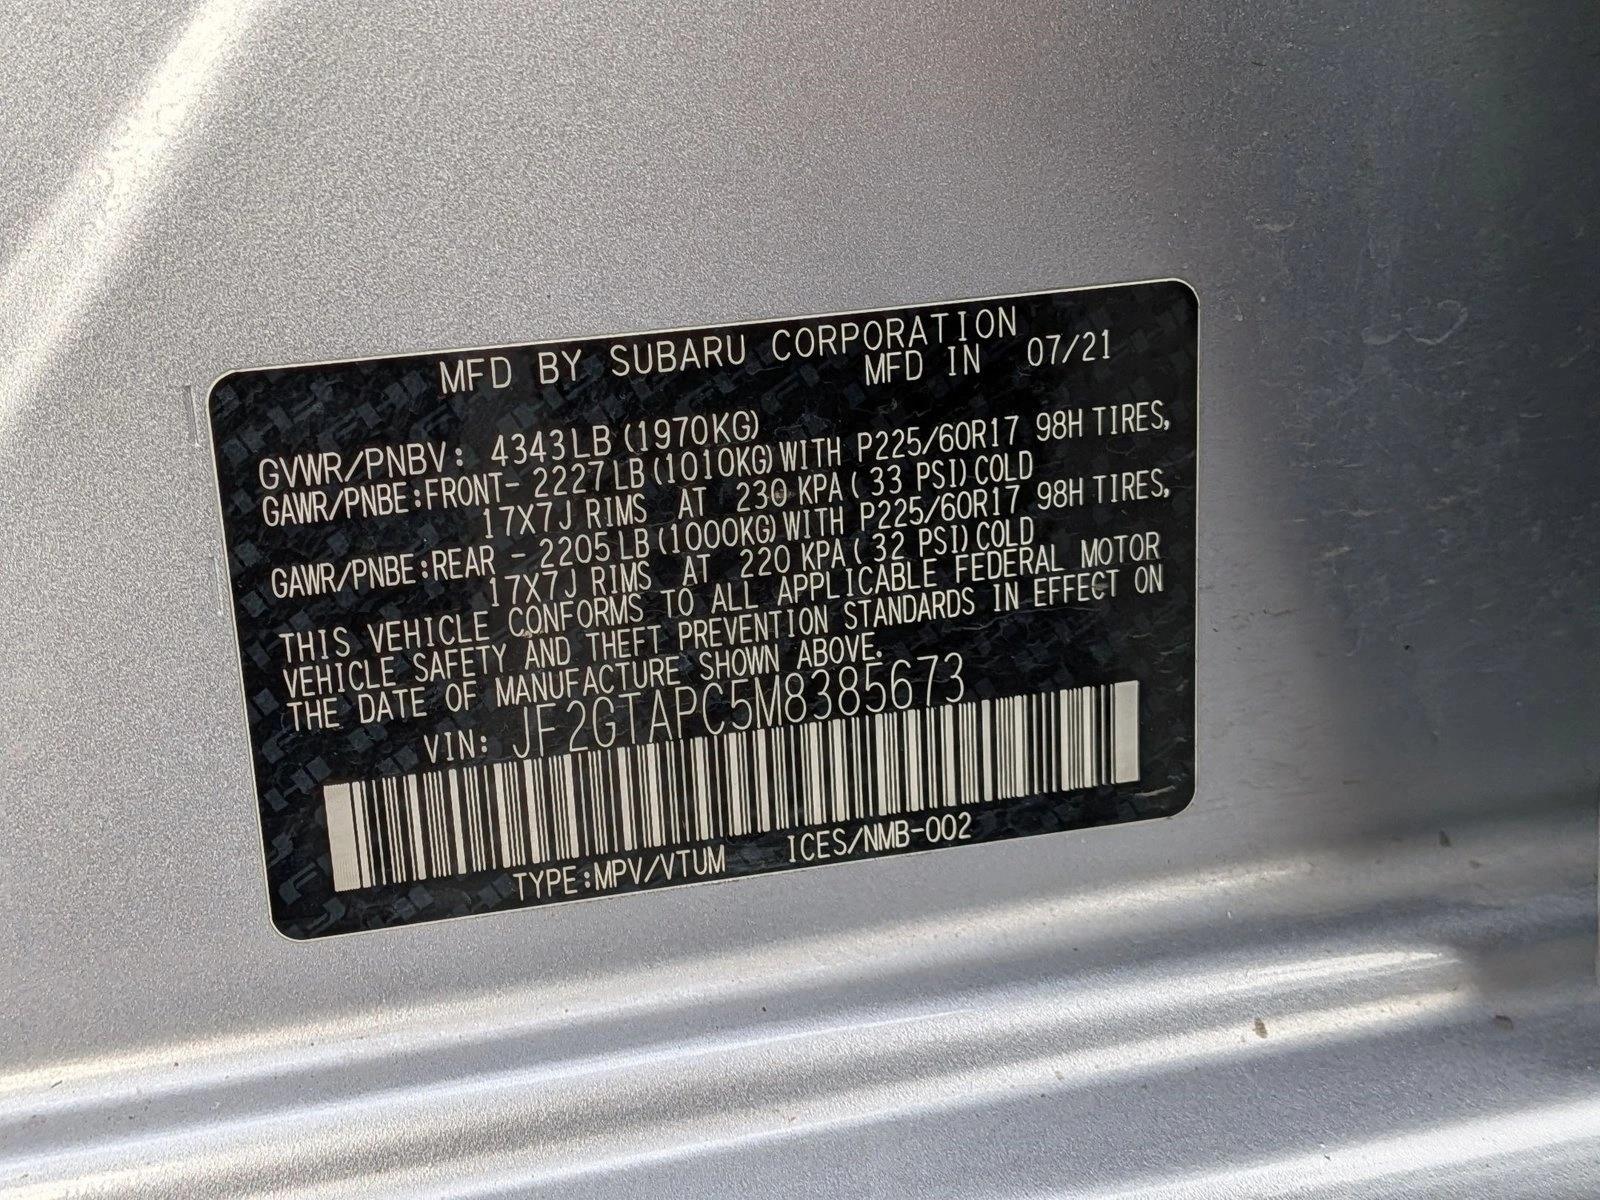 MFD BY SUBARU CORPORATION
MFD IN 07/21
GVWR/PNBV: 4343LB(1970KG)
GAWR/PNBE:FRONT- 2227LB(1010KG)WITH P225/60R17 98H TIRES,
17X7J RIMS AT 230 KPA( 33 PSI)COLD
GAWR/PNBE:REAR - 2205LB(1000KG)WITH P225/60R17 98H TIRES,
17X7J RIMS AT 220 KPA( 32 PSI)COLD
THIS VEHICLE CONFORMS TO ALL APPLICABLE FEDERAL MOTOR
VEHICLE SAFETY AND THEFT PREVENTION STANDARDS IN EFFECT ON
THE DATE OF MANUFACTURE SHOWN ABOVE.
VIN: JF2GTAPC5M8385673
TYPE:MPV/VTUM ICES/NMB-002